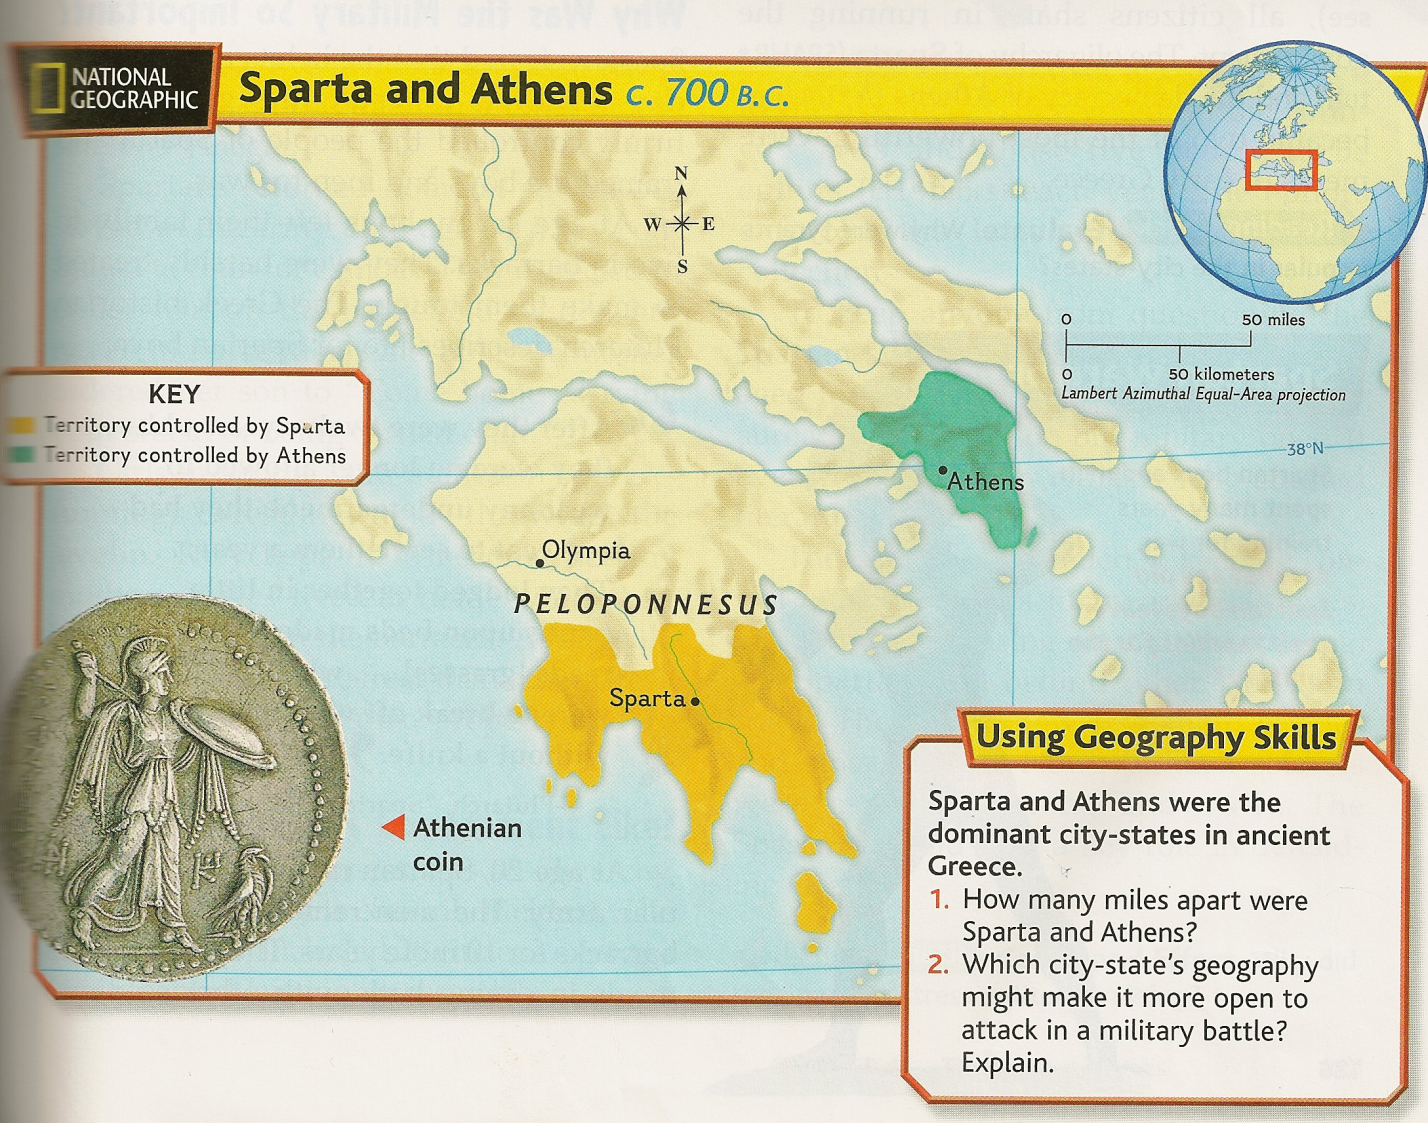 NATIONAL
GEOGRAPHIC
Sparta and Athens c. 700 B.C.
N
W E
S
0 50 miles
0 50 kilometers
Lambert Azimuthal Equal-Area projection
KEY
Territory controlled by Sparta
Territory controlled by Athens
38°N
Athens
Olympia
PELOPONNESUS
Sparta
Athenian
coin
Using Geography Skills
Sparta and Athens were the
dominant city-states in ancient
Greece.
1. How many miles apart were
Sparta and Athens?
2. Which city-state's geography
might make it more open to
attack in a military battle?
Explain.